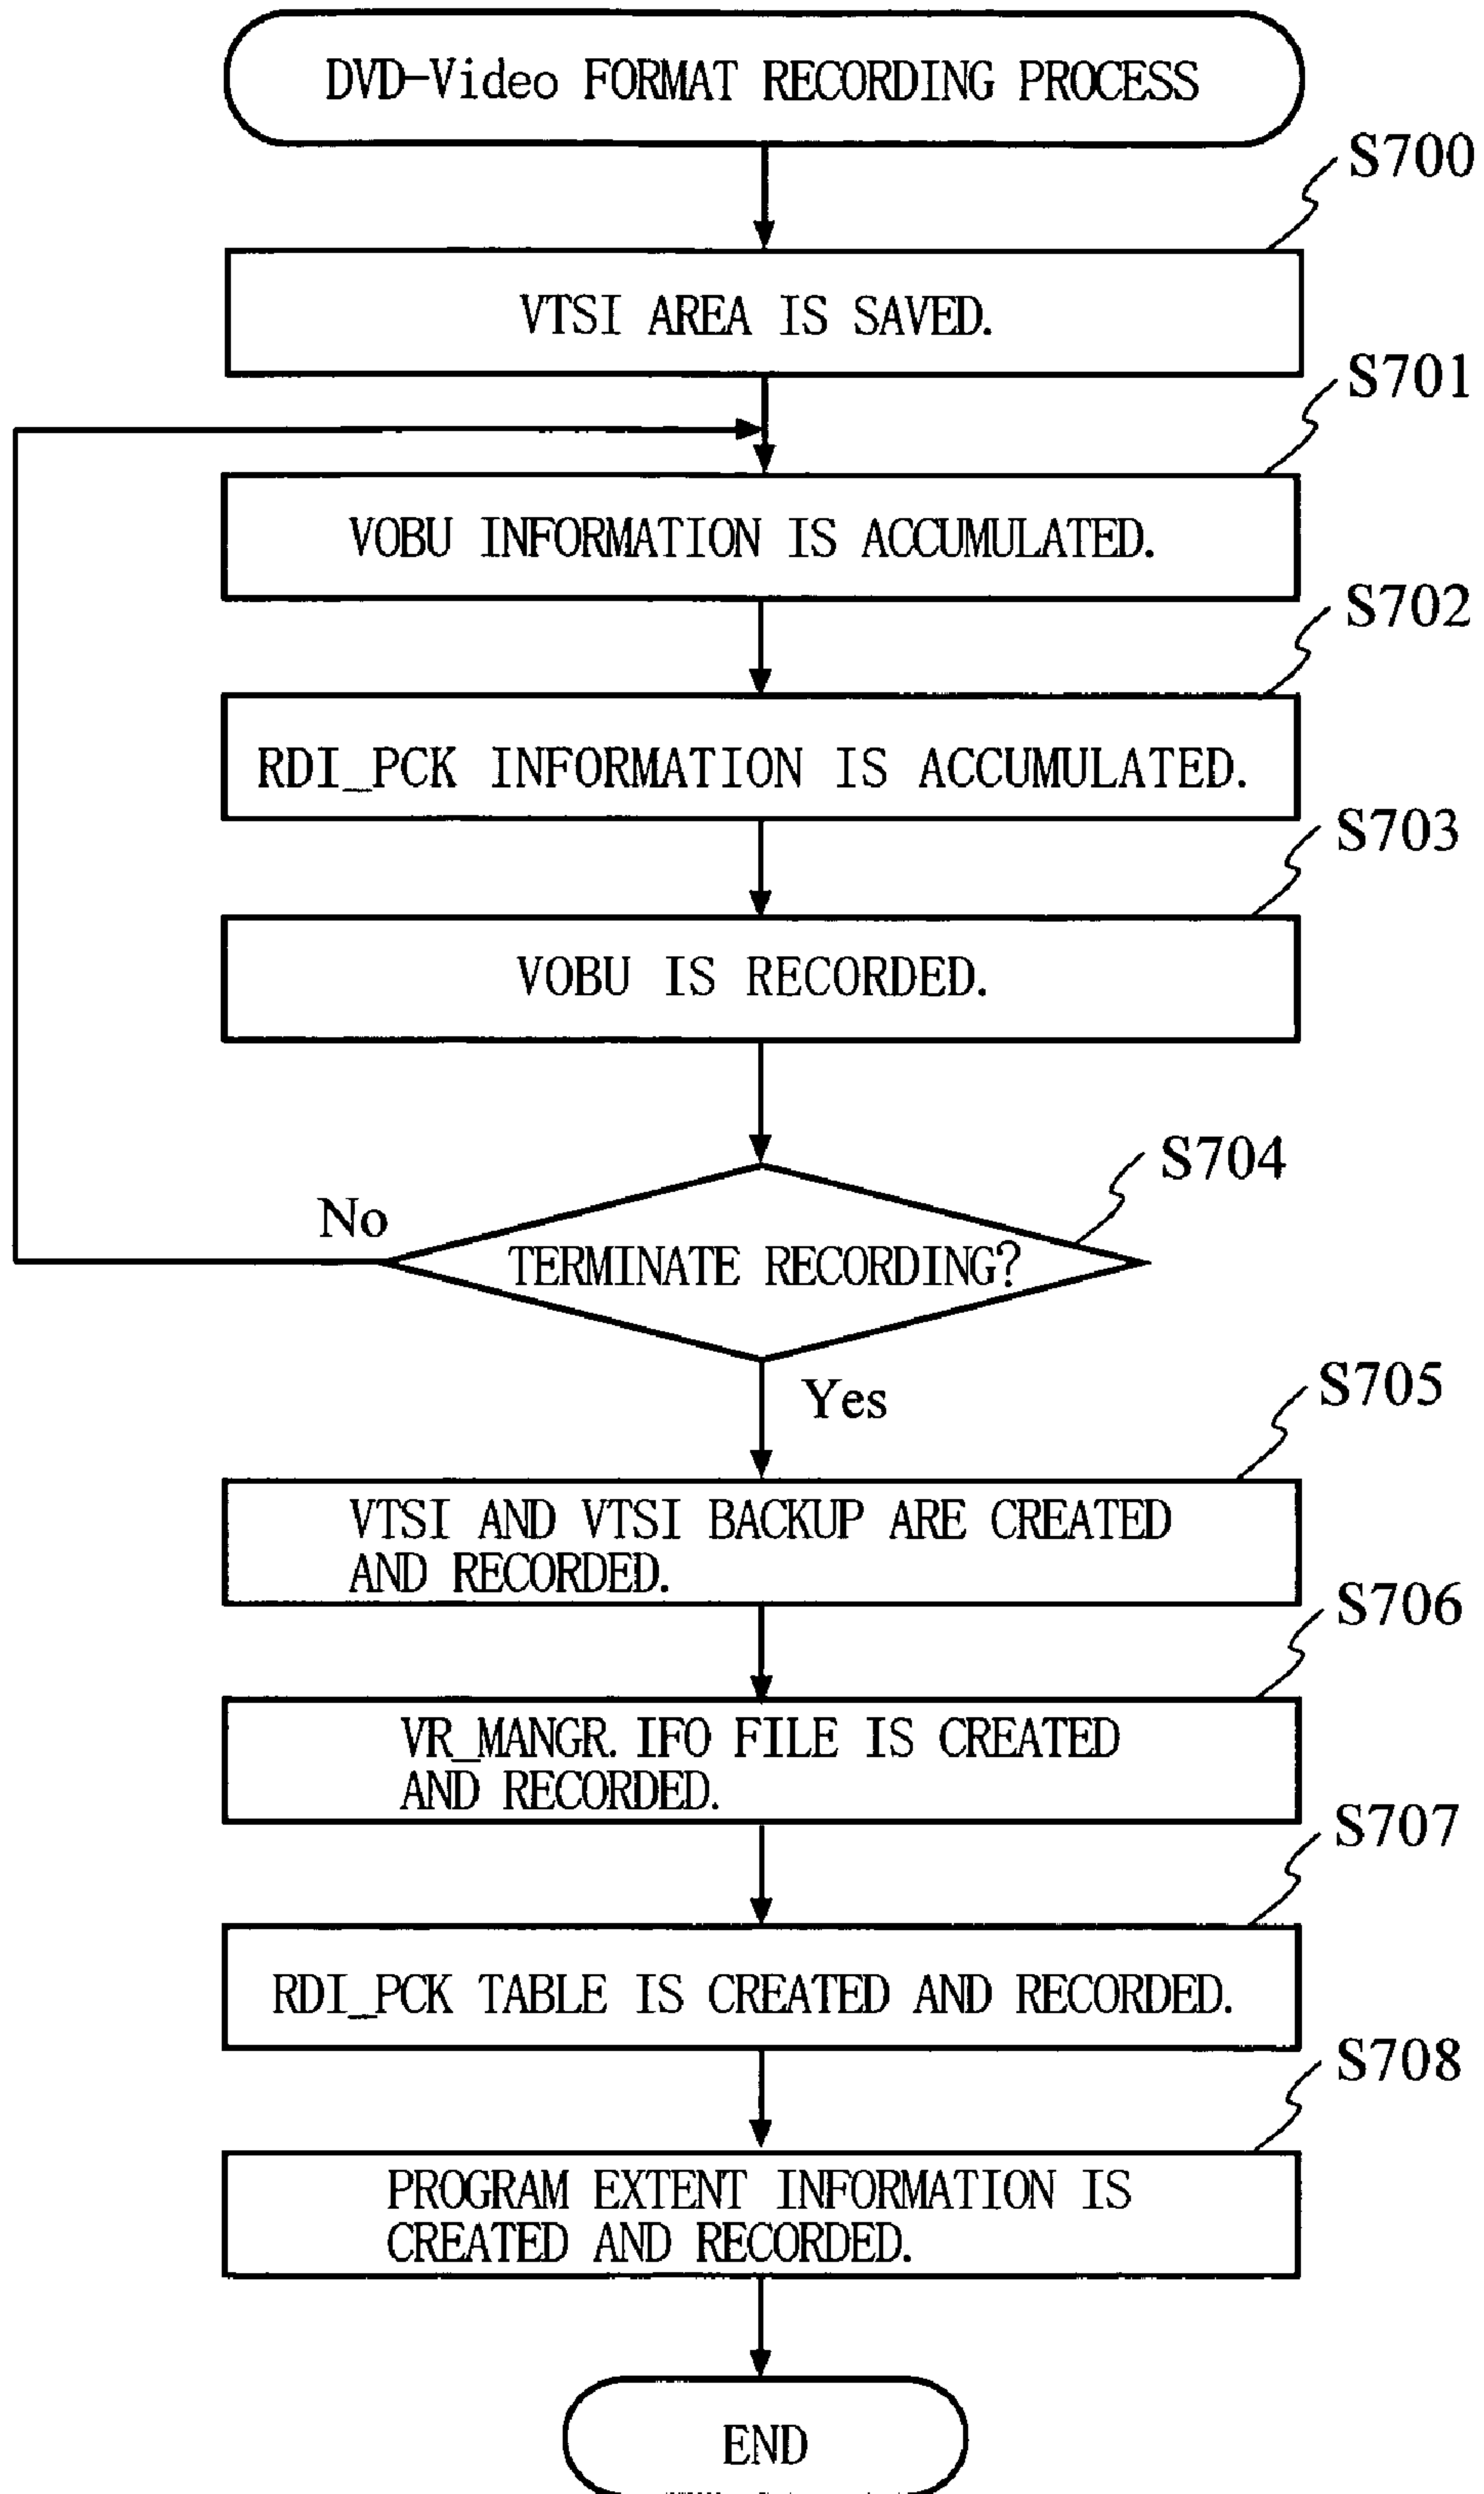 DVD-Video FORMAT RECORDING PROCESS
S700
VTSI AREA IS SAVED.
S701
VOBU INFORMATION IS ACCUMULATED.
S702
RDI_PCK INFORMATION IS ACCUMULATED.
S703
VOBU IS RECORDED.
S704
No
TERMINATE RECORDING?
Yes
S705
VTSI AND VTSI BACKUP ARE CREATED
AND RECORDED.
S706
VR_MANGR. IFO FILE IS CREATED
AND RECORDED.
S707
RDI_PCK TABLE IS CREATED AND RECORDED.
S708
PROGRAM EXTENT INFORMATION IS
CREATED AND RECORDED.
END